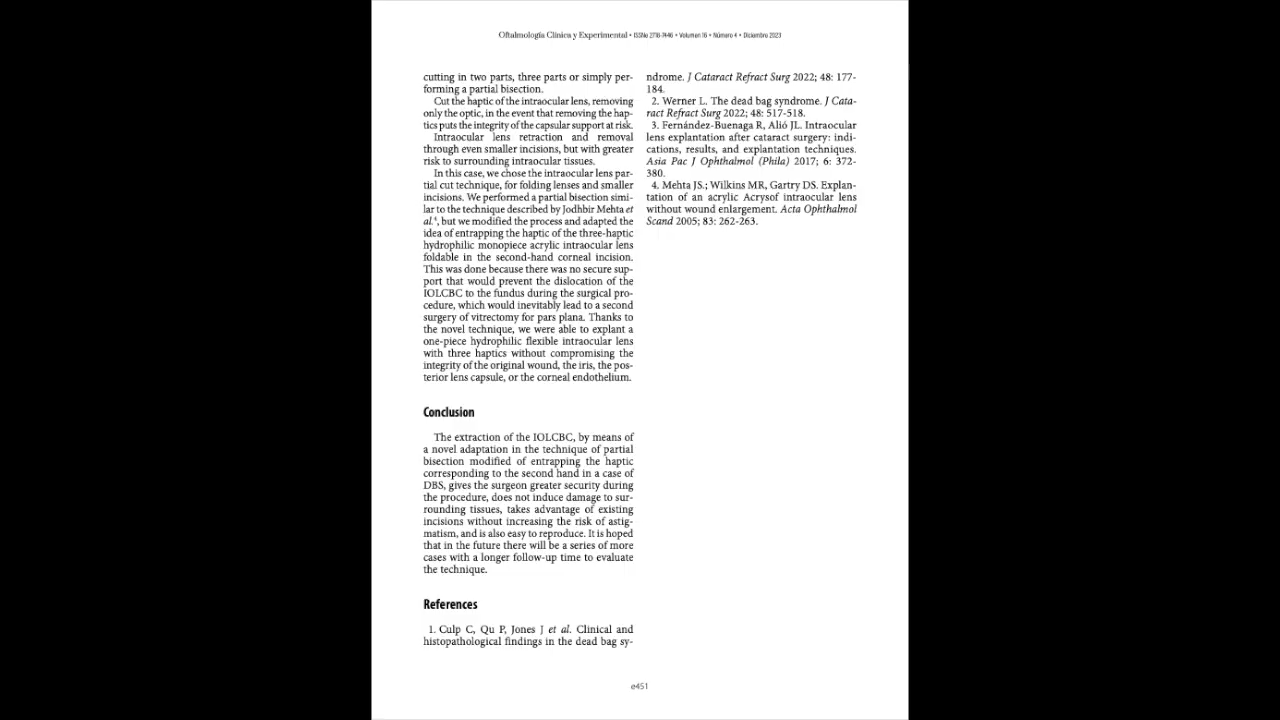 Oftalmología Clínica y Experimental • ISSNe 2718-7446 • Volumen 16 • Número 4 • Diciembre 2023
cutting in two parts, three parts or simply per-
forming a partial bisection.
Cut the haptic of the intraocular lens, removing
only the optic, in the event that removing the hap-
tics puts the integrity of the capsular support at risk.
Intraocular lens retraction and removal
through even smaller incisions, but with greater
risk to surrounding intraocular tissues.
In this case, we chose the intraocular lens par-
tial cut technique, for folding lenses and smaller
incisions. We performed a partial bisection simi-
lar to the technique described by Jodhbir Mehta et
al.⁴, but we modified the process and adapted the
idea of entrapping the haptic of the three-haptic
hydrophilic monopiece acrylic intraocular lens
foldable in the second-hand corneal incision.
This was done because there was no secure sup-
port that would prevent the dislocation of the
IOLCBC to the fundus during the surgical pro-
cedure, which would inevitably lead to a second
surgery of vitrectomy for pars plana. Thanks to
the novel technique, we were able to explant a
one-piece hydrophilic flexible intraocular lens
with three haptics without compromising the
integrity of the original wound, the iris, the pos-
terior lens capsule, or the corneal endothelium.
Conclusion
The extraction of the IOLCBC, by means of
a novel adaptation in the technique of partial
bisection modified of entrapping the haptic
corresponding to the second hand in a case of
DBS, gives the surgeon greater security during
the procedure, does not induce damage to sur-
rounding tissues, takes advantage of existing
incisions without increasing the risk of astig-
matism, and is also easy to reproduce. It is hoped
that in the future there will be a series of more
cases with a longer follow-up time to evaluate
the technique.
References
1. Culp C, Qu P, Jones J et al. Clinical and
histopathological findings in the dead bag sy-
ndrome. J Cataract Refract Surg 2022; 48: 177-
184.
2. Werner L. The dead bag syndrome. J Cata-
ract Refract Surg 2022; 48: 517-518.
3. Fernández-Buenaga R, Alió JL. Intraocular
lens explantation after cataract surgery: indi-
cations, results, and explantation techniques.
Asia Pac J Ophthalmol (Phila) 2017; 6: 372-
380.
4. Mehta JS.; Wilkins MR, Gartry DS. Explan-
tation of an acrylic Acrysof intraocular lens
without wound enlargement. Acta Ophthalmol
Scand 2005; 83: 262-263.
e451